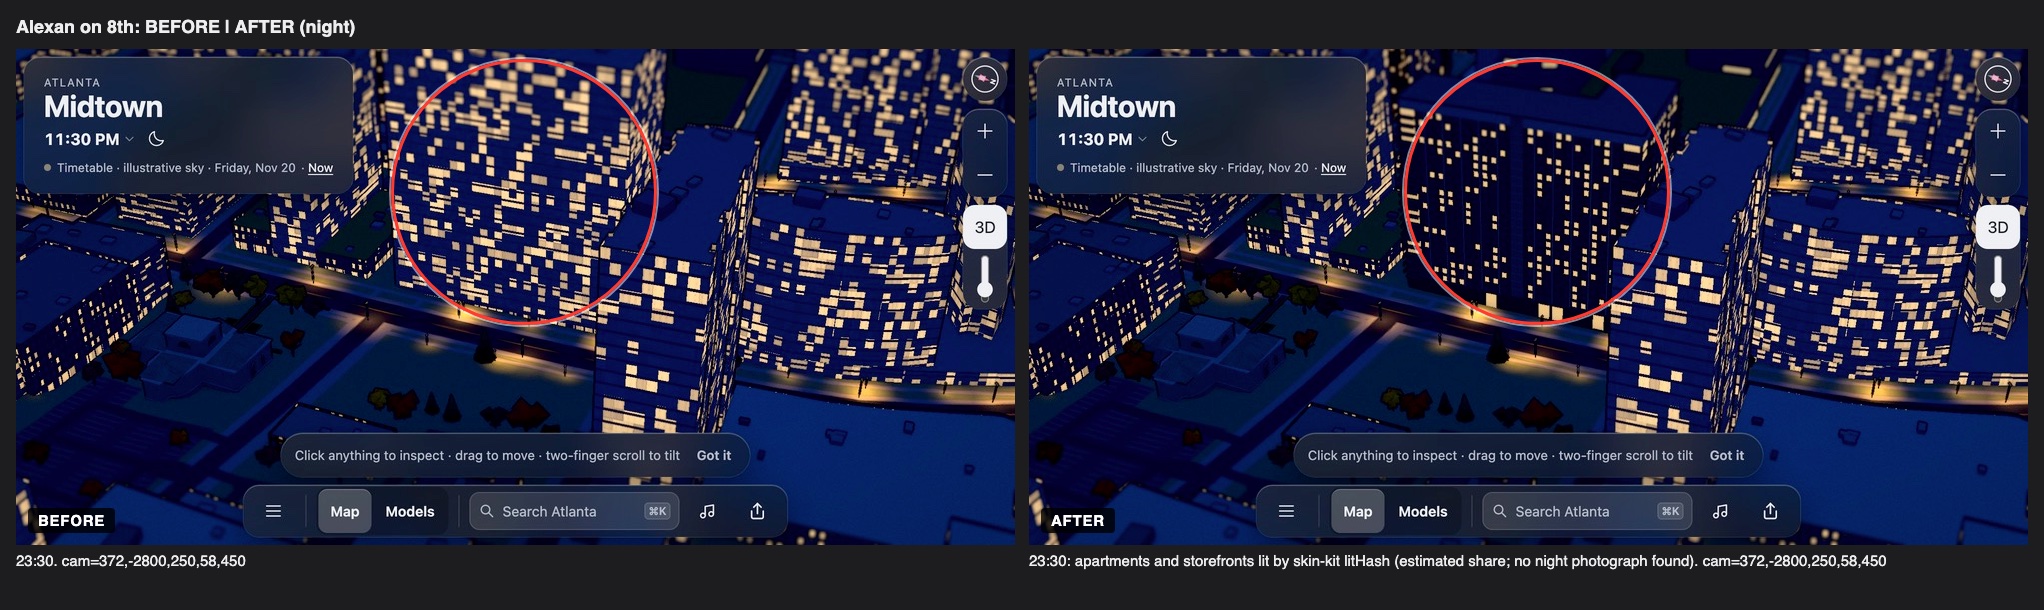 Alexan on 8th: BEFORE | AFTER (night)
ATLANTA
Midtown
11:30 PM
Timetable · illustrative sky · Friday, Nov 20 · Now
N
+
−
3D
Click anything to inspect · drag to move · two-finger scroll to tilt Got it
Map Models Search Atlanta ⌘K
BEFORE
23:30. cam=372,-2800,250,58,450
ATLANTA
Midtown
11:30 PM
Timetable · illustrative sky · Friday, Nov 20 · Now
N
+
−
3D
Click anything to inspect · drag to move · two-finger scroll to tilt Got it
Map Models Search Atlanta ⌘K
AFTER
23:30: apartments and storefronts lit by skin-kit litHash (estimated share; no night photograph found). cam=372,-2800,250,58,450